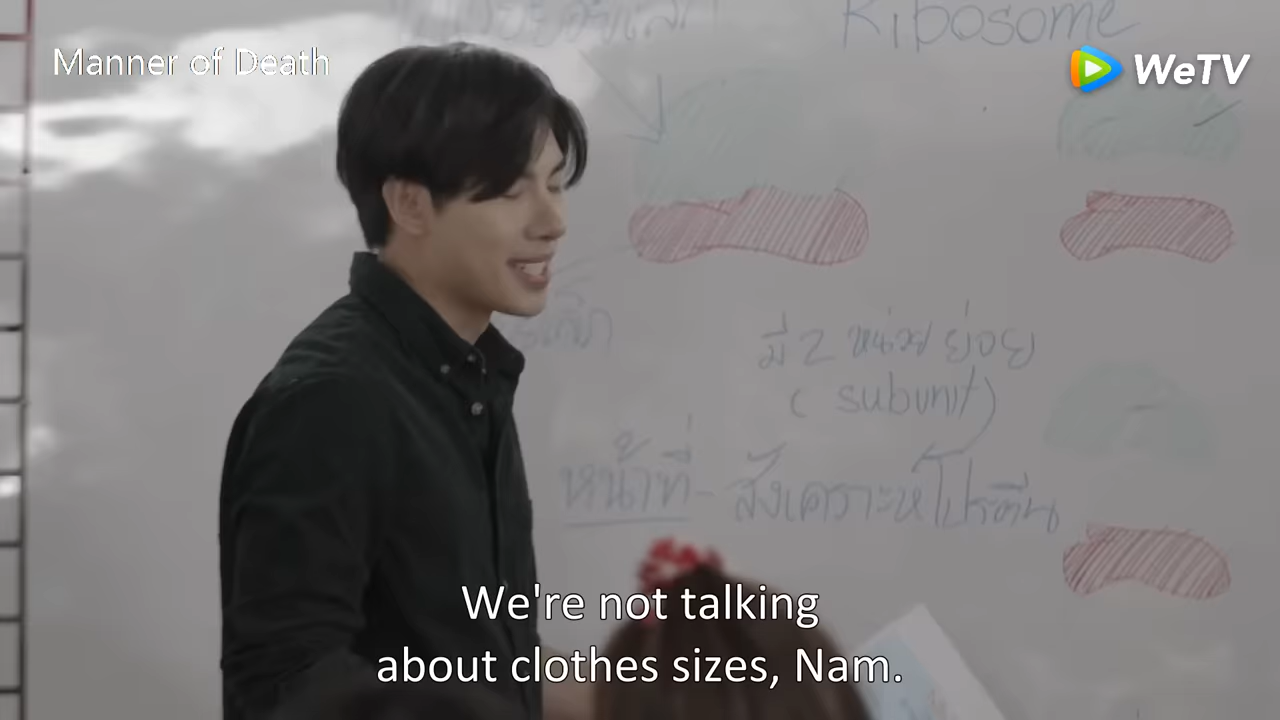 Manner of Death
WeTV
Ribosome
มี 2 หน่วยย่อย
(subunit)
หน้าที่ - สังเคราะห์โปรตีน
We're not talking
about clothes sizes, Nam.